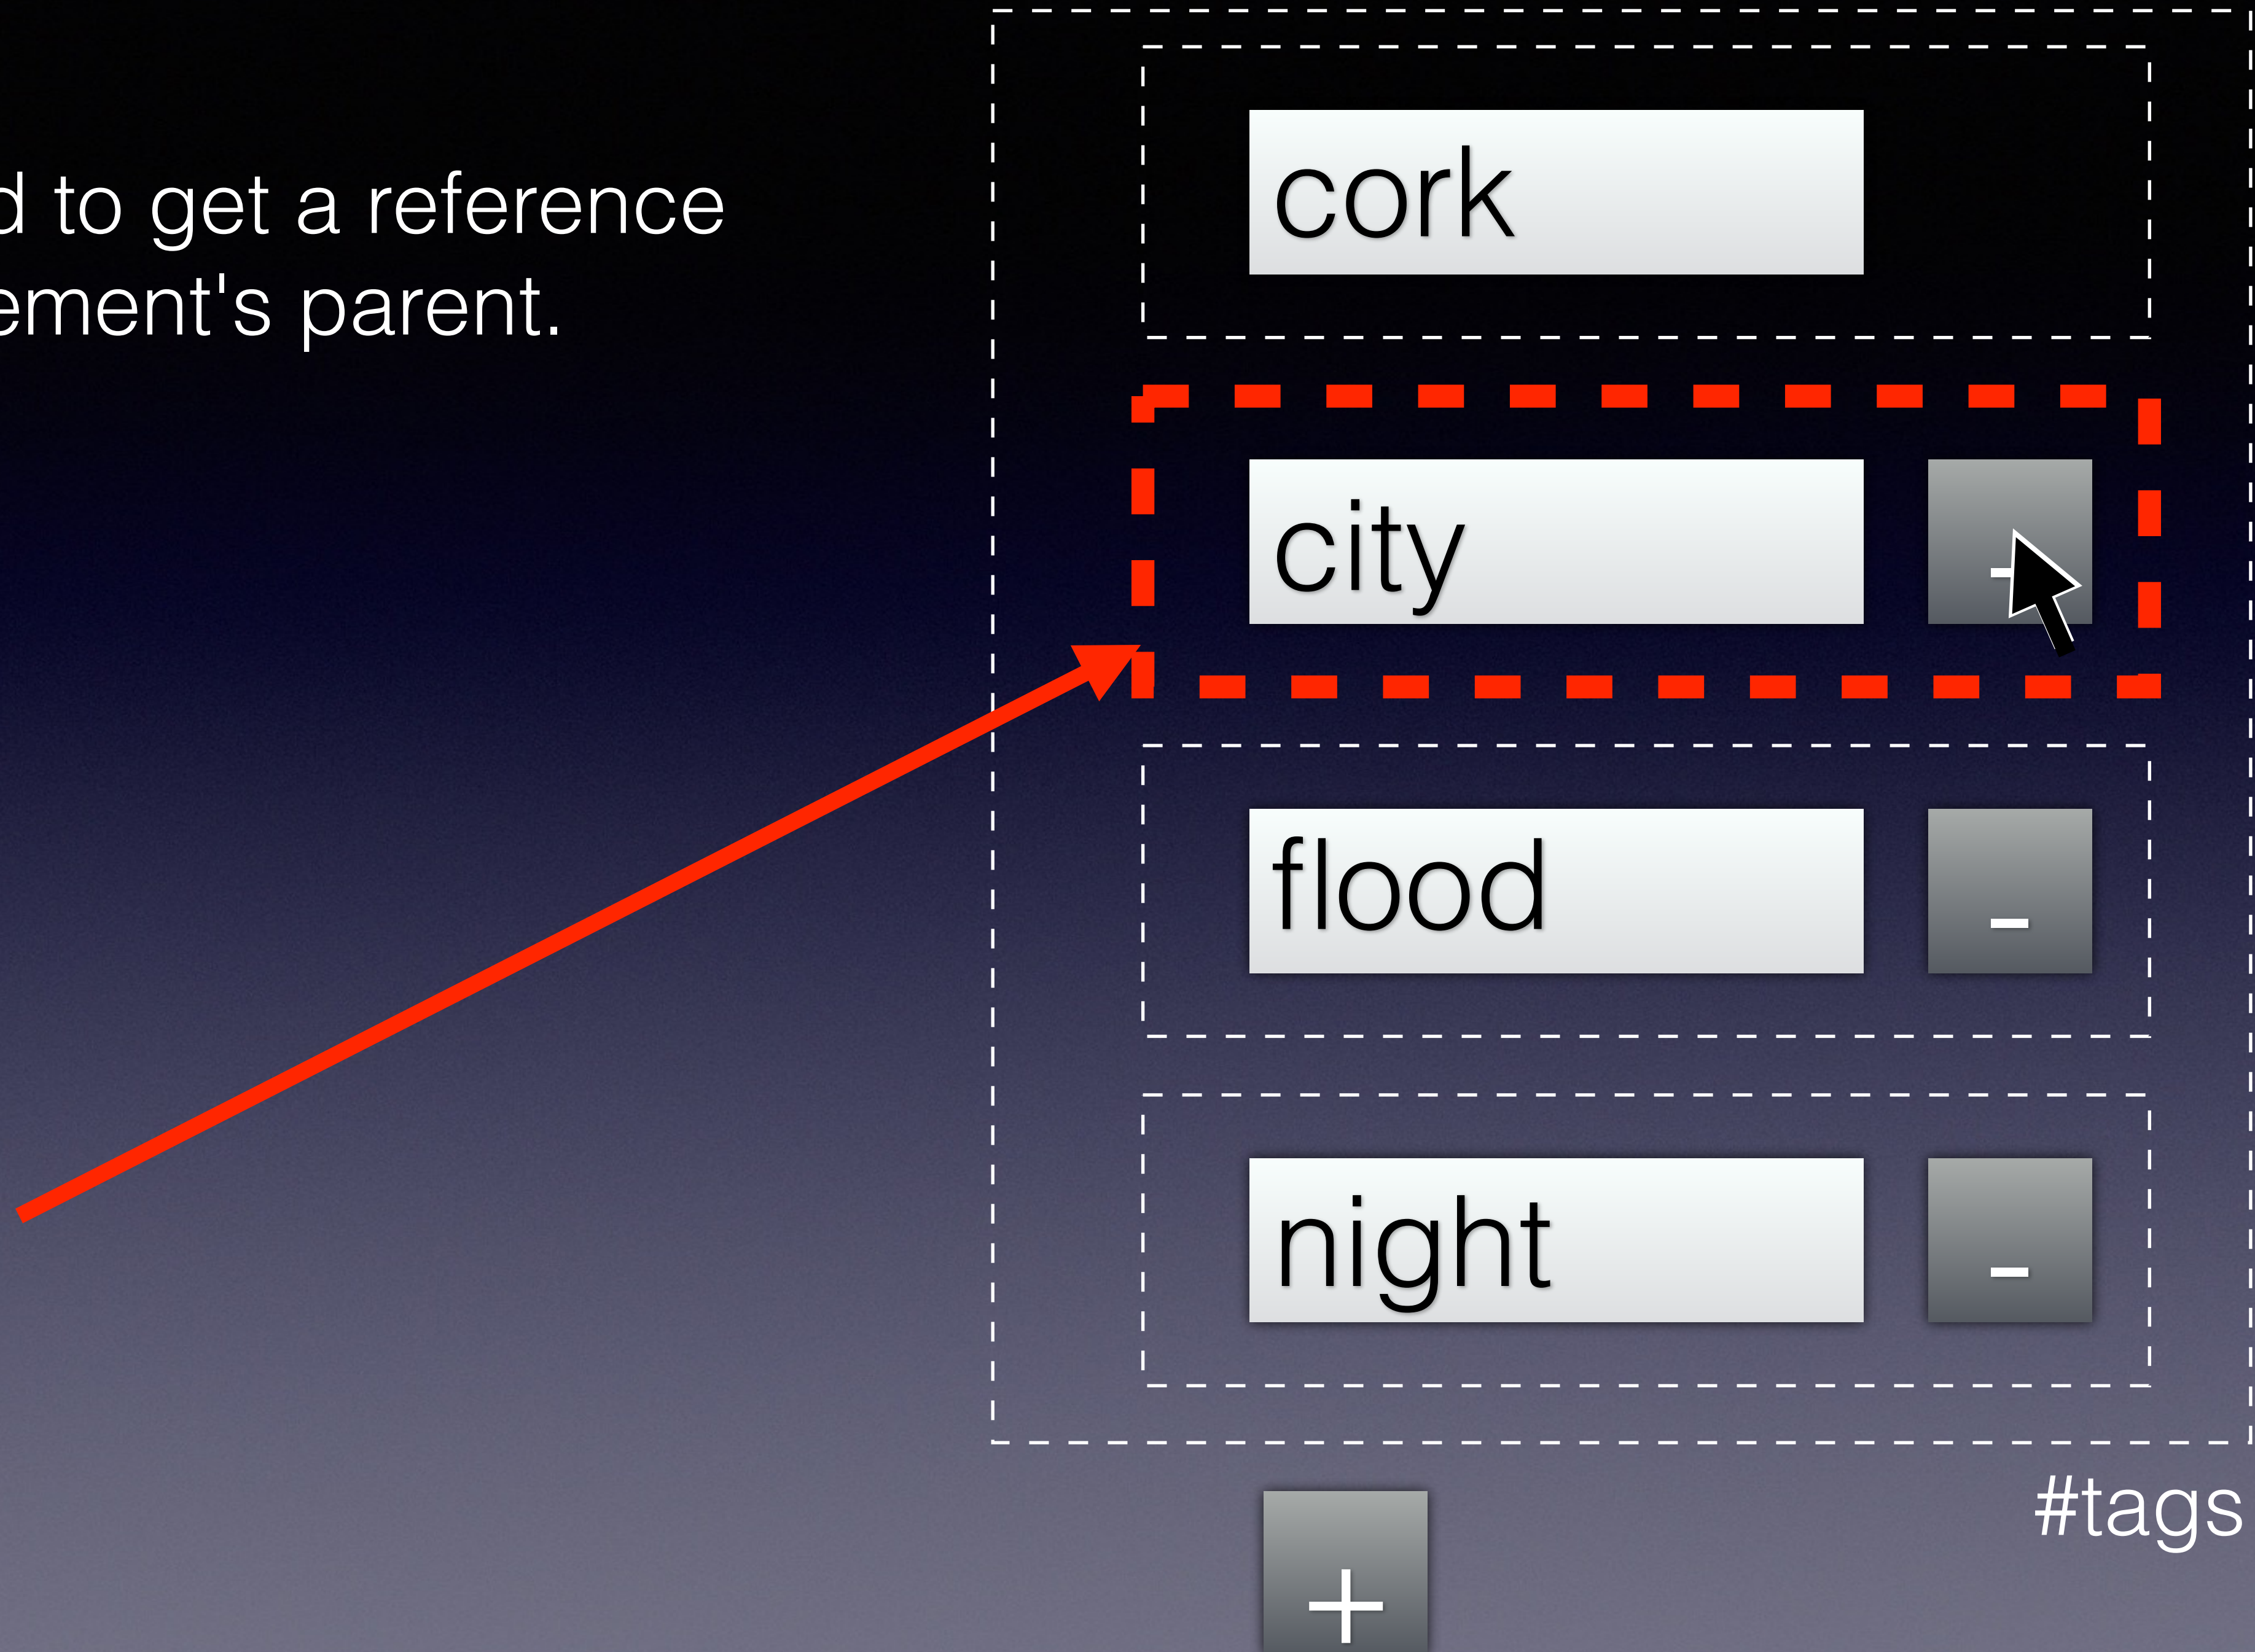 to get a reference
ement's parent.
cork
city
-
flood
-
night
-
#tags
+